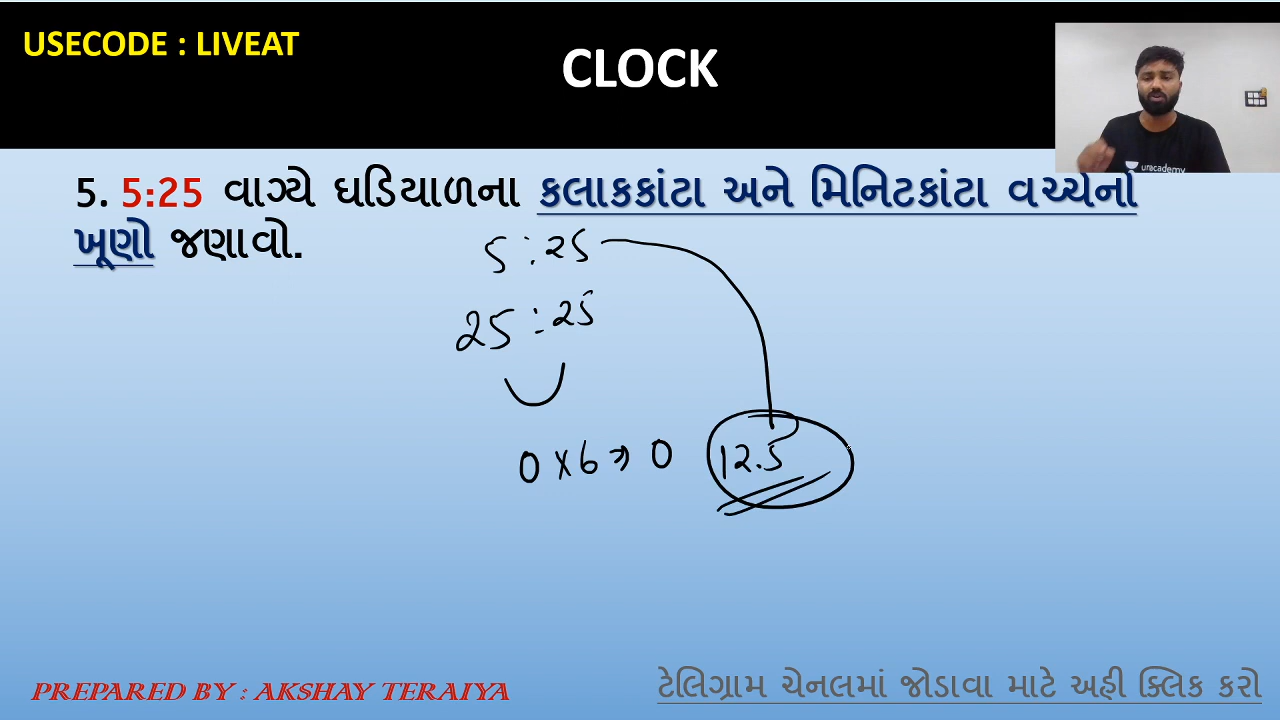 USECODE : LIVEAT
CLOCK
unacademy
5. 5:25 વાગ્યે ઘડિયાળના કલાકકાંટા અને મિનિટકાંટા વચ્ચેનો
ખૂણો જણાવો.
5 : 25
25 : 25
0 x 6 => 0 12.5
PREPARED BY : AKSHAY TERAIYA
ટેલિગ્રામ ચેનલમાં જોડાવા માટે અહી ક્લિક કરો